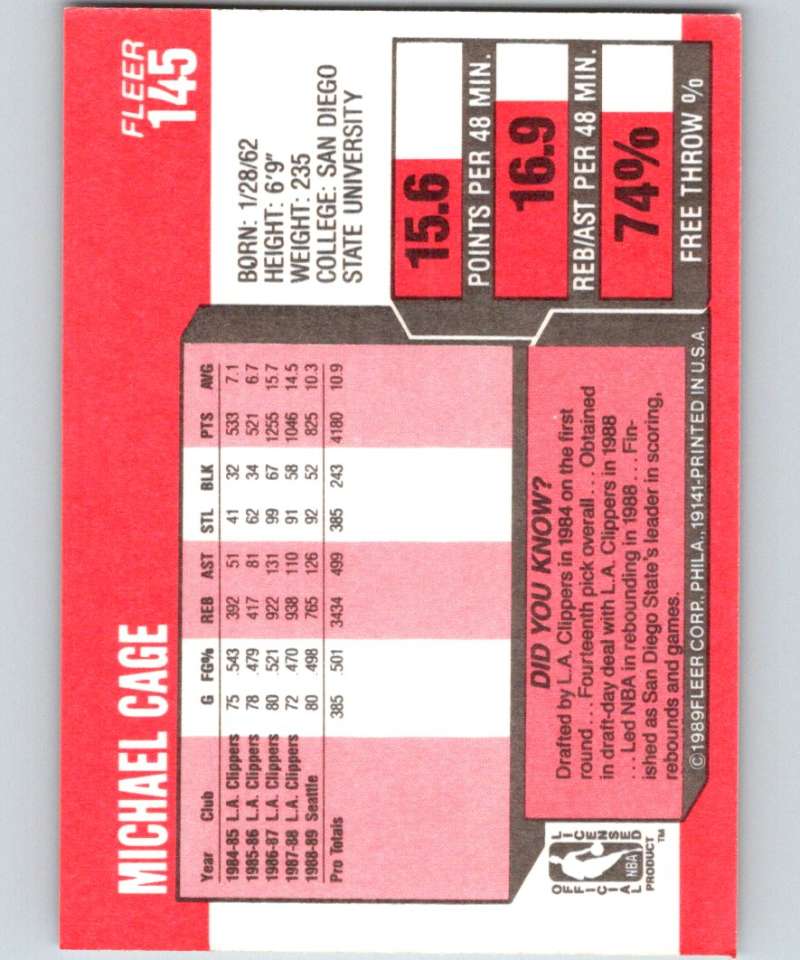 MICHAEL CAGE
FLEER
145
Year Club G FG% REB AST STL BLK PTS AVG
1984-85 L.A. Clippers 75 .543 392 51 41 32 533 7.1
1985-86 L.A. Clippers 78 .479 417 81 62 34 521 6.7
1986-87 L.A. Clippers 80 .521 922 131 99 67 1255 15.7
1987-88 L.A. Clippers 72 .470 938 110 91 58 1046 14.5
1988-89 Seattle 80 .498 765 126 92 52 825 10.3
Pro Totals 385 .501 3434 499 385 243 4180 10.9
BORN: 1/28/62
HEIGHT: 6'9"
WEIGHT: 235
COLLEGE: SAN DIEGO
STATE UNIVERSITY
15.6
POINTS PER 48 MIN.
16.9
REB/AST PER 48 MIN.
74%
FREE THROW %
DID YOU KNOW?
Drafted by L.A. Clippers in 1984 on the first
round . . . Fourteenth pick overall . . . Obtained
in draft-day deal with L.A. Clippers in 1988
. . . Led NBA in rebounding in 1988 . . . Fin-
ished as San Diego State's leader in scoring,
rebounds and games.
OFFICIAL LICENSED
NBA
PRODUCT™
©1989FLEER CORP., PHILA., 19141-PRINTED IN U.S.A.